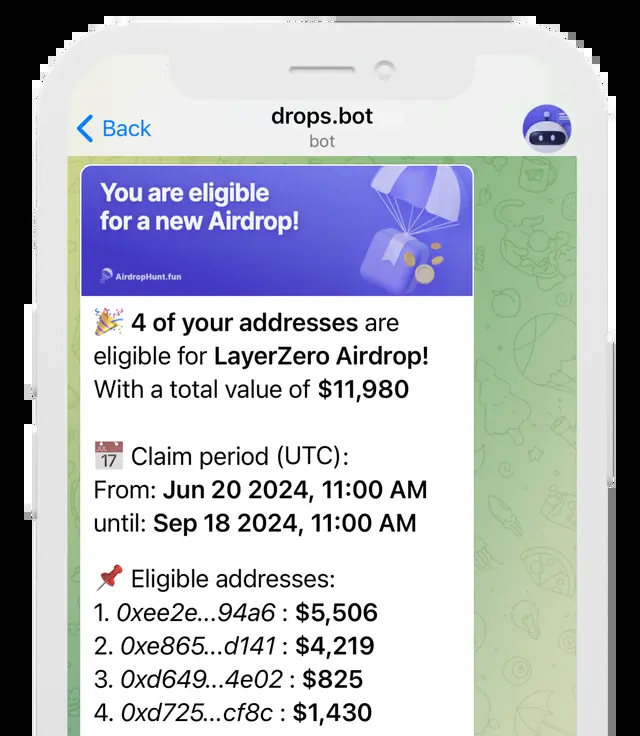 Back
drops.bot
bot
You are eligible
for a new Airdrop!
AirdropHunt.fun
🎉 4 of your addresses are
eligible for LayerZero Airdrop!
With a total value of $11,980
JUL
17
Claim period (UTC):
From: Jun 20 2024, 11:00 AM
until: Sep 18 2024, 11:00 AM
📌 Eligible addresses:
1. 0xee2e...94a6 : $5,506
2. 0xe865...d141 : $4,219
3. 0xd649...4e02 : $825
4. 0xd725...cf8c : $1,430